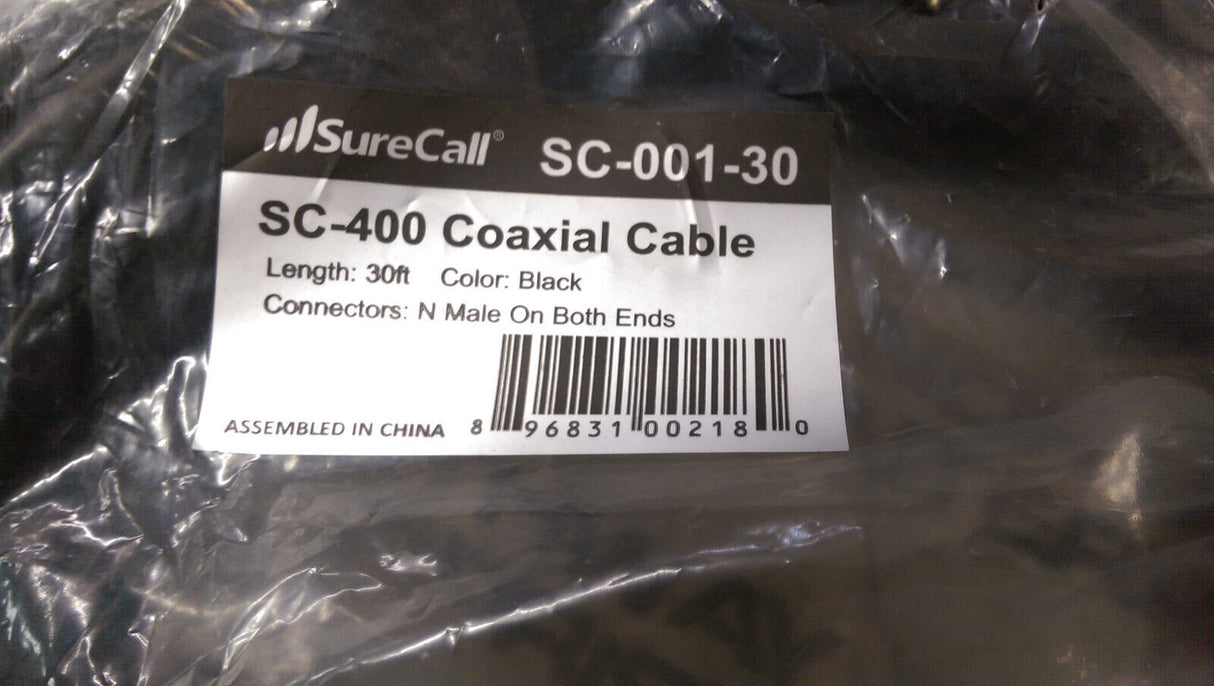 SureCall® SC-001-30
SC-400 Coaxial Cable
Length: 30ft Color: Black
Connectors: N Male On Both Ends
ASSEMBLED IN CHINA 8 96831 00218 0